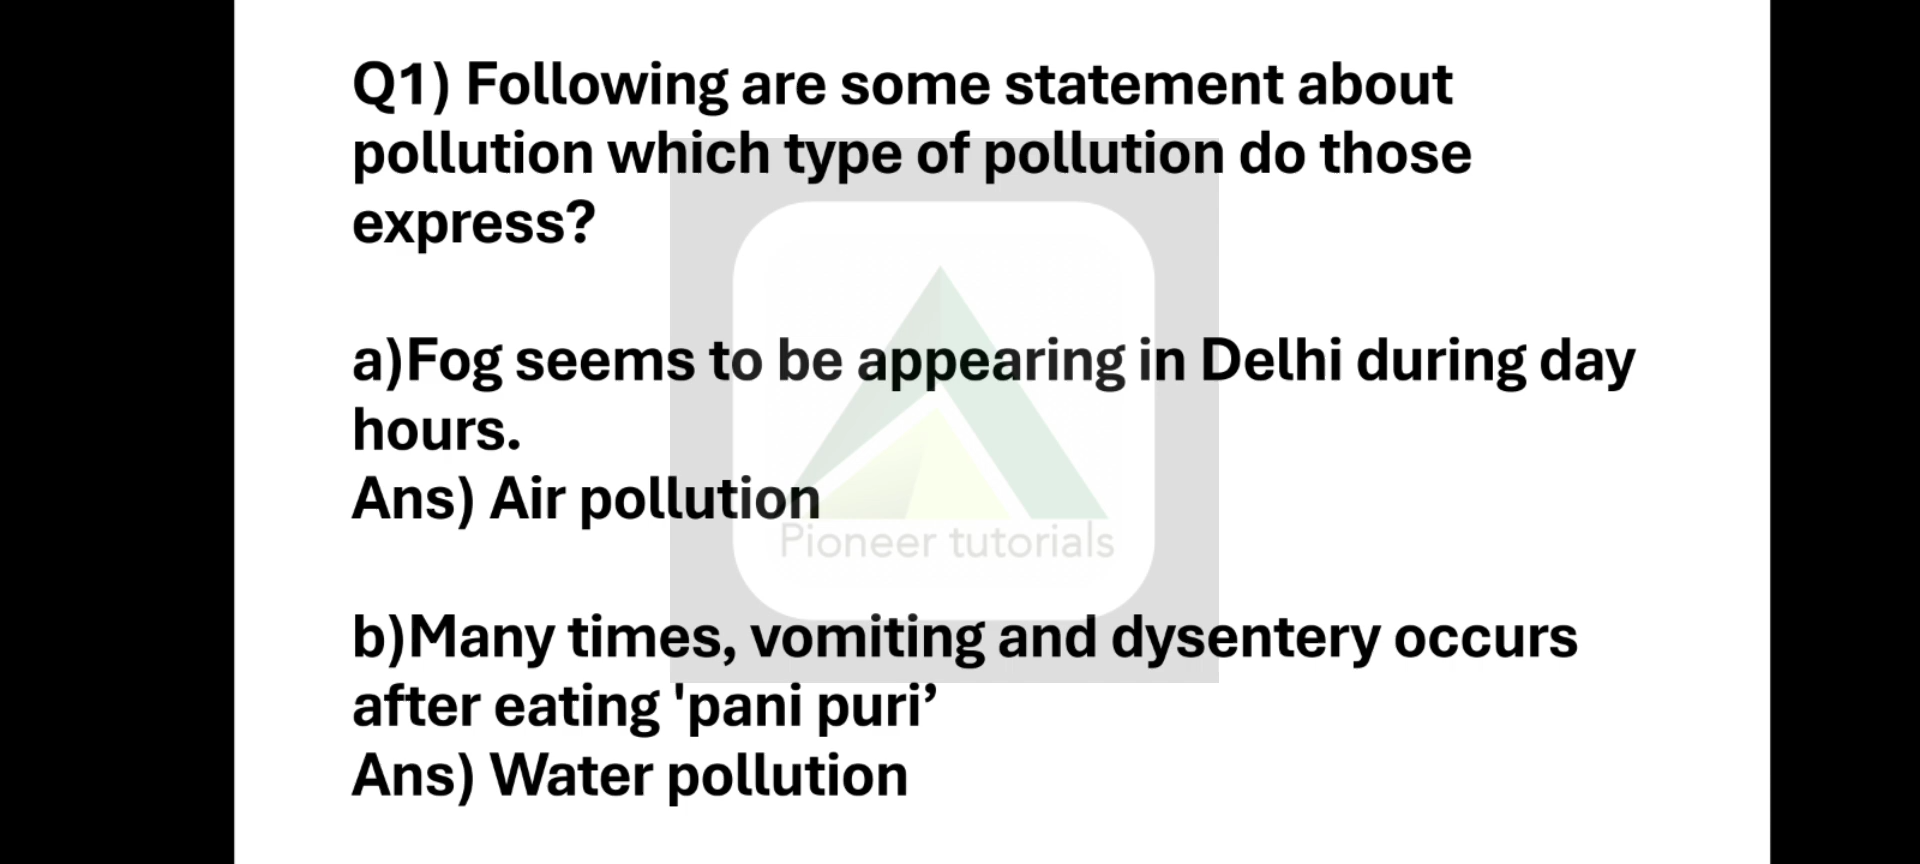 Q1) Following are some statement about
pollution which type of pollution do those
express?
a)Fog seems to be appearing in Delhi during day
hours.
Ans) Air pollution
Pioneer tutorials
b)Many times, vomiting and dysentery occurs
after eating 'pani puri’
Ans) Water pollution